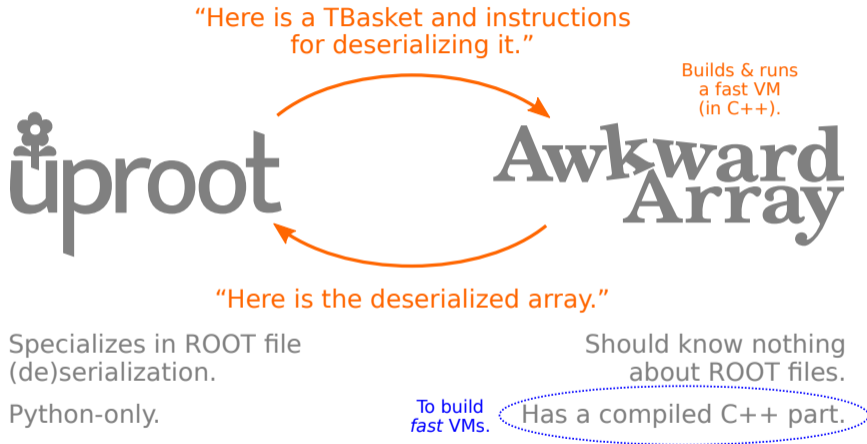 “Here is a TBasket and instructions
for deserializing it.”
Builds & runs
a fast VM
(in C++).
uproot
Awkward
Array
“Here is the deserialized array.”
Specializes in ROOT file
(de)serialization.
Should know nothing
about ROOT files.
Python-only.
To build
fast VMs.
Has a compiled C++ part.